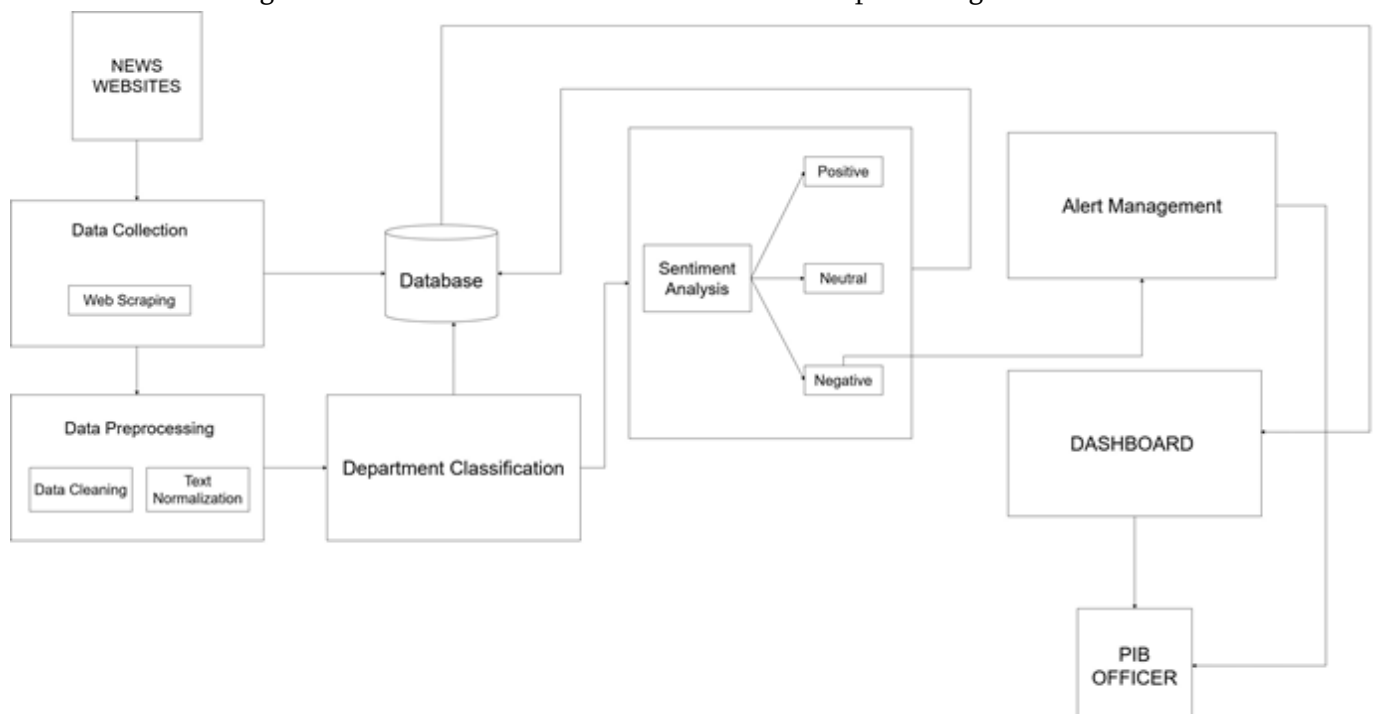 NEWS
WEBSITES
Data Collection
Web Scraping
Data Preprocessing
Data Cleaning
Text
Normalization
Database
Department Classification
Sentiment
Analysis
Positive
Neutral
Negative
Alert Management
DASHBOARD
PIB
OFFICER